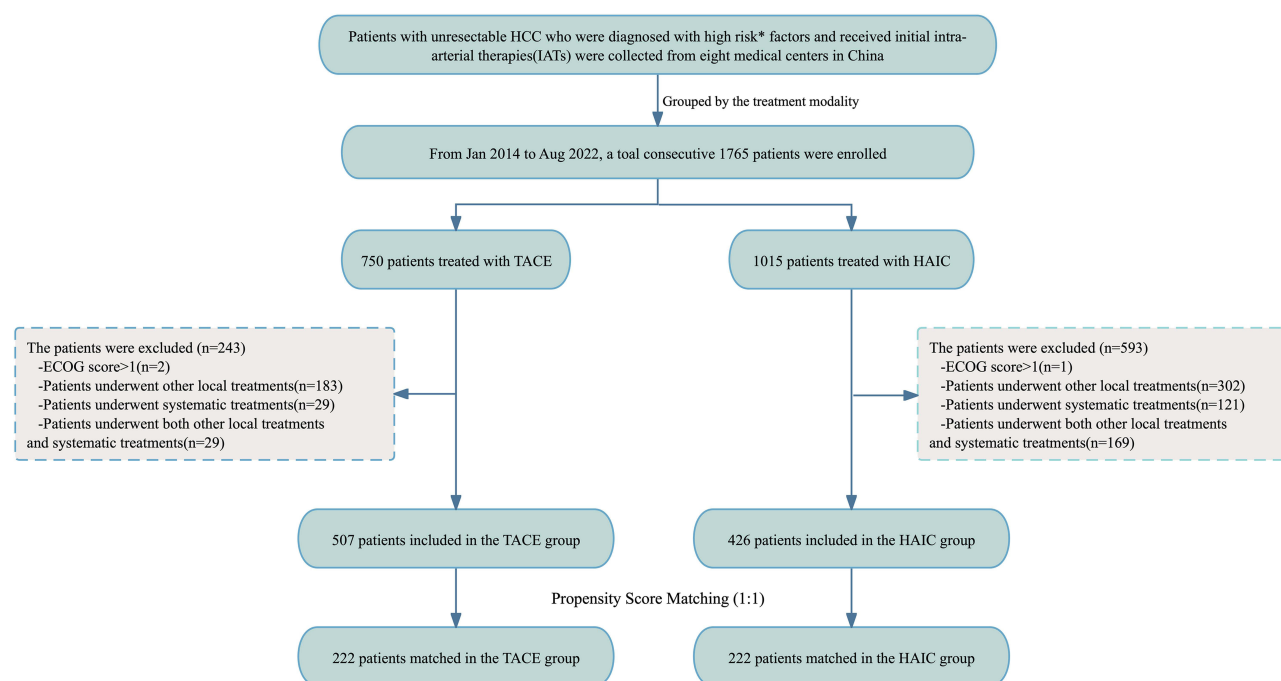 Patients with unresectable HCC who were diagnosed with high risk* factors and received initial intra-
arterial therapies(IATs) were collected from eight medical centers in China
Grouped by the treatment modality
From Jan 2014 to Aug 2022, a toal consecutive 1765 patients were enrolled
750 patients treated with TACE
1015 patients treated with HAIC
The patients were excluded (n=243)
-ECOG score>1(n=2)
-Patients underwent other local treatments(n=183)
-Patients underwent systematic treatments(n=29)
-Patients underwent both other local treatments
and systematic treatments(n=29)
The patients were excluded (n=593)
-ECOG score>1(n=1)
-Patients underwent other local treatments(n=302)
-Patients underwent systematic treatments(n=121)
-Patients underwent both other local treatments
and systematic treatments(n=169)
507 patients included in the TACE group
426 patients included in the HAIC group
Propensity Score Matching (1:1)
222 patients matched in the TACE group
222 patients matched in the HAIC group